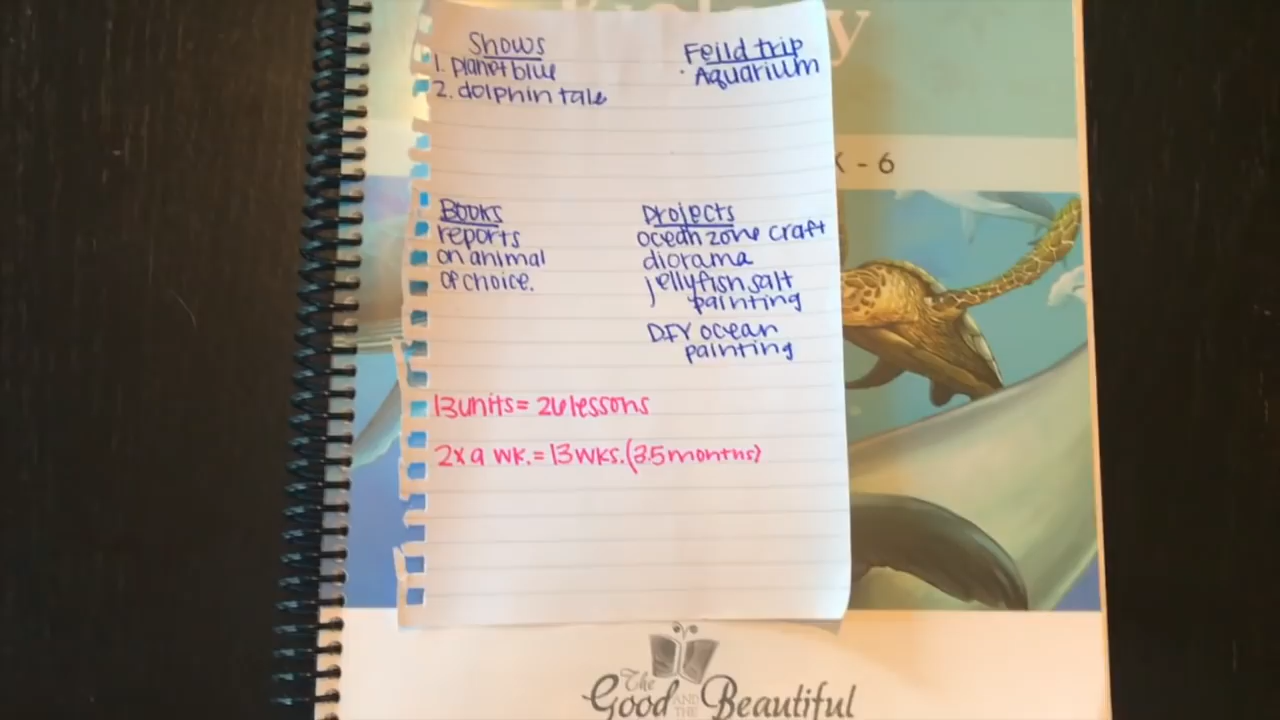 Shows
1. planet blue
2. dolphin tale
Feild trip
· Aquarium
K - 6
Books
reports
on animal
of choice.
projects
ocean zone craft
diorama
jellyfish salt
painting
DIY ocean
painting
13 units = 26 lessons
2x a wk. = 13 wks. (3.5 months)
The
Good AND THE Beautiful